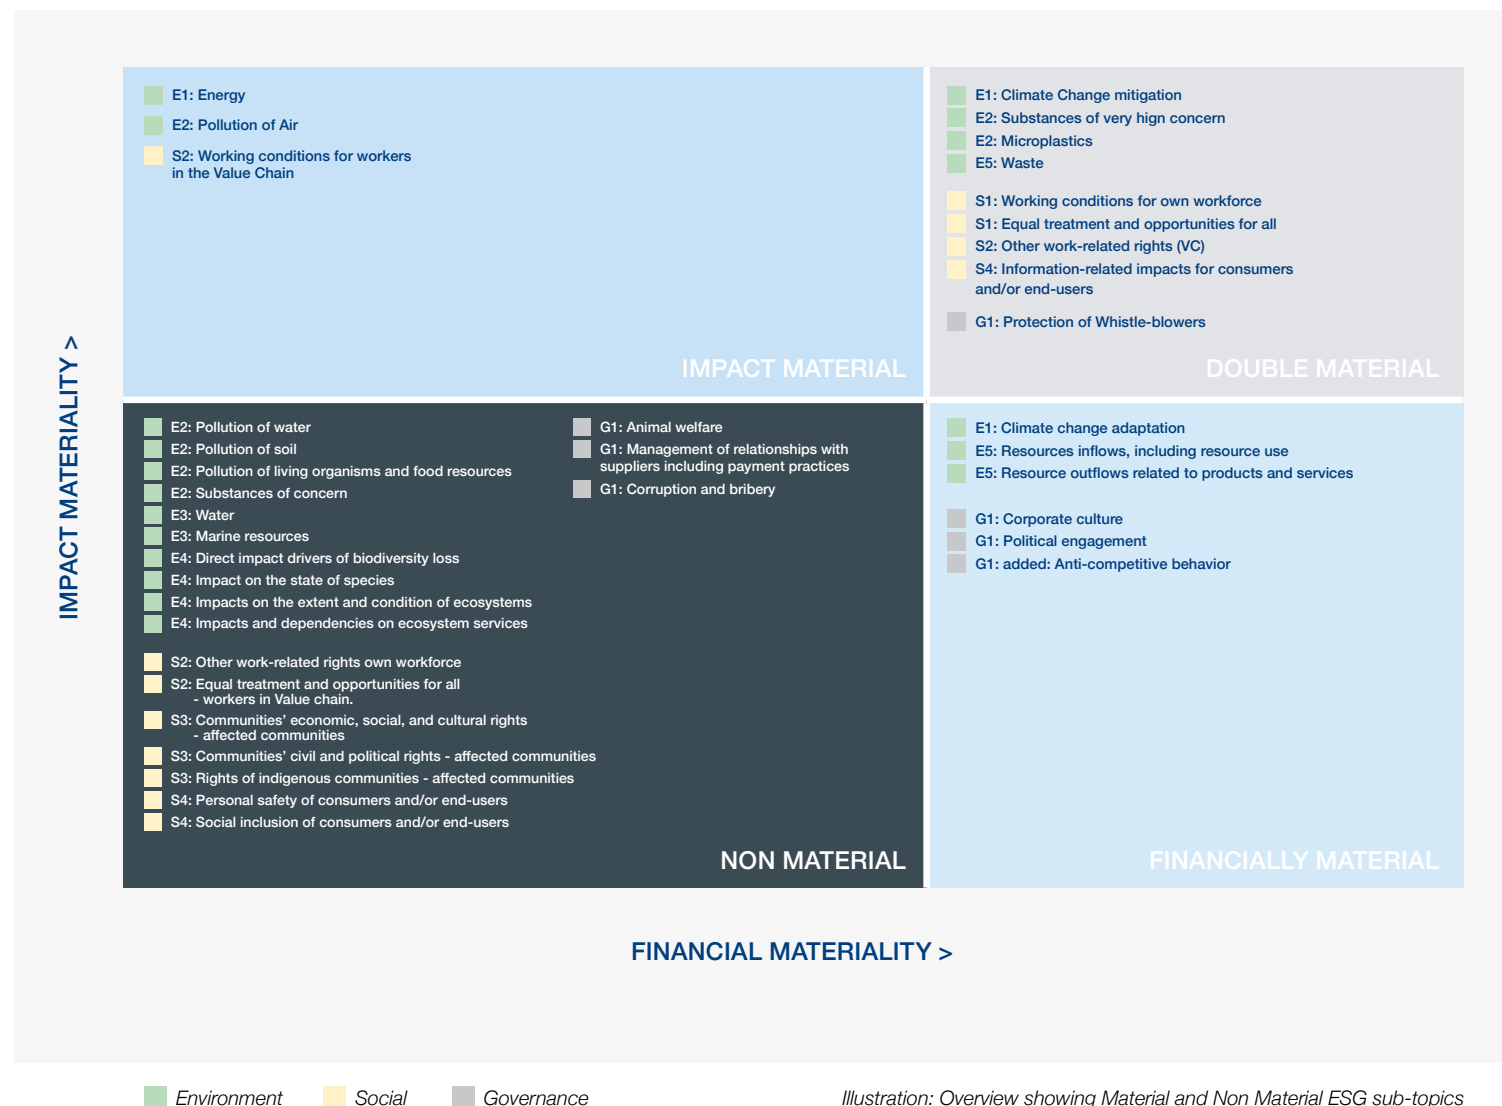 E1: Energy
E2: Pollution of Air
S2: Working conditions for workers
in the Value Chain
IMPACT MATERIAL
E1: Climate Change mitigation
E2: Substances of very hign concern
E2: Microplastics
E5: Waste
S1: Working conditions for own workforce
S1: Equal treatment and opportunities for all
S2: Other work-related rights (VC)
S4: Information-related impacts for consumers
and/or end-users
G1: Protection of Whistle-blowers
DOUBLE MATERIAL
IMPACT MATERIALITY >
E2: Pollution of water
E2: Pollution of soil
E2: Pollution of living organisms and food resources
E2: Substances of concern
E3: Water
E3: Marine resources
E4: Direct impact drivers of biodiversity loss
E4: Impact on the state of species
E4: Impacts on the extent and condition of ecosystems
E4: Impacts and dependencies on ecosystem services
S2: Other work-related rights own workforce
S2: Equal treatment and opportunities for all
- workers in Value chain.
S3: Communities’ economic, social, and cultural rights
- affected communities
S3: Communities’ civil and political rights - affected communities
S3: Rights of indigenous communities - affected communities
S4: Personal safety of consumers and/or end-users
S4: Social inclusion of consumers and/or end-users
G1: Animal welfare
G1: Management of relationships with
suppliers including payment practices
G1: Corruption and bribery
NON MATERIAL
E1: Climate change adaptation
E5: Resources inflows, including resource use
E5: Resource outflows related to products and services
G1: Corporate culture
G1: Political engagement
G1: added: Anti-competitive behavior
FINANCIALLY MATERIAL
FINANCIAL MATERIALITY >
Environment
Social
Governance
Illustration: Overview showing Material and Non Material ESG sub-topics